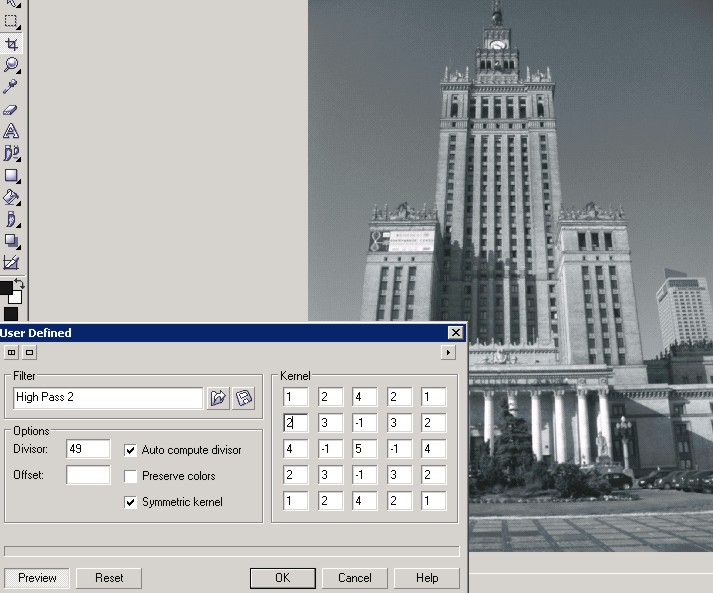 User Defined
Filter
High Pass 2
Options
Divisor: 49
Auto compute divisor
Offset:
Preserve colors
Symmetric kernel
Kernel
1 2 4 2 1
2 3 -1 3 2
4 -1 5 -1 4
2 3 -1 3 2
1 2 4 2 1
Preview Reset OK Cancel Help